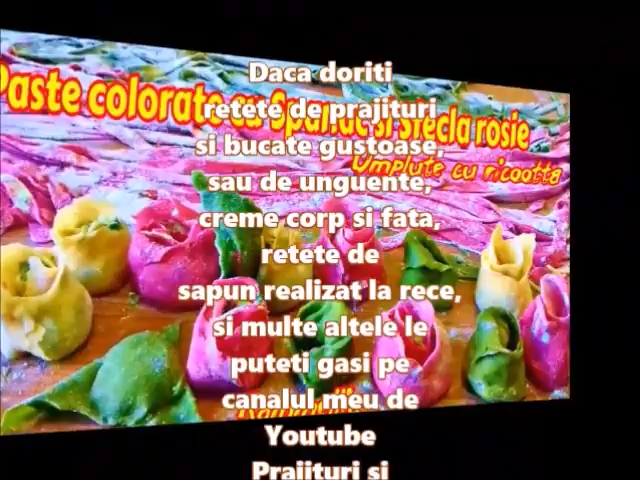 Daca doriti
retete de prajituri
si bucate gustoase,
sau de unguente,
creme corp si fata,
retete de
sapun realizat la rece,
si multe altele le
puteti gasi pe
canalul meu de
Youtube
Prajituri si
Paste colorate cu Spanac si Sfecla rosie
Umplute cu ricootta